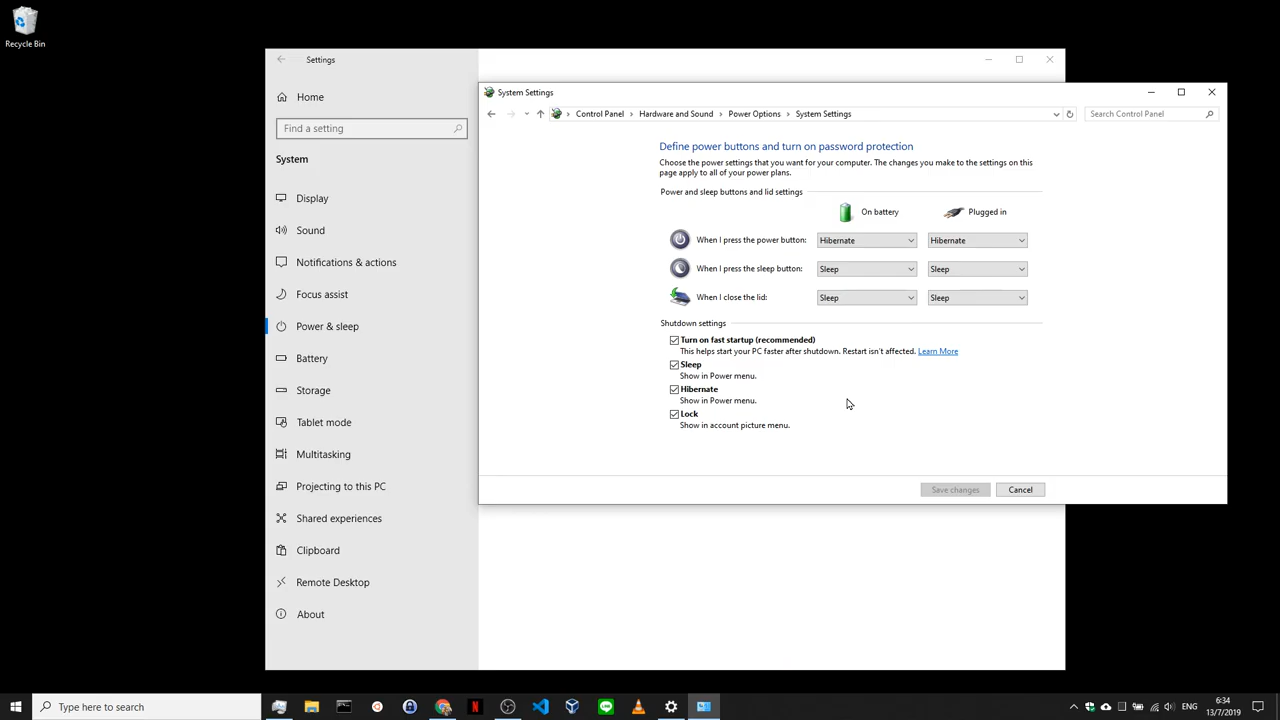 Recycle Bin
Settings
Home
Find a setting
System
Display
Sound
Notifications & actions
Focus assist
Power & sleep
Battery
Storage
Tablet mode
Multitasking
Projecting to this PC
Shared experiences
Clipboard
Remote Desktop
About
System Settings
Control Panel › Hardware and Sound › Power Options › System Settings
Search Control Panel
Define power buttons and turn on password protection
Choose the power settings that you want for your computer. The changes you make to the settings on this
page apply to all of your power plans.
Power and sleep buttons and lid settings
On battery Plugged in
When I press the power button: Hibernate Hibernate
When I press the sleep button: Sleep Sleep
When I close the lid: Sleep Sleep
Shutdown settings
Turn on fast startup (recommended)
This helps start your PC faster after shutdown. Restart isn't affected. Learn More
Sleep
Show in Power menu.
Hibernate
Show in Power menu.
Lock
Show in account picture menu.
Save changes Cancel
Type here to search
ENG
6:34
13/7/2019